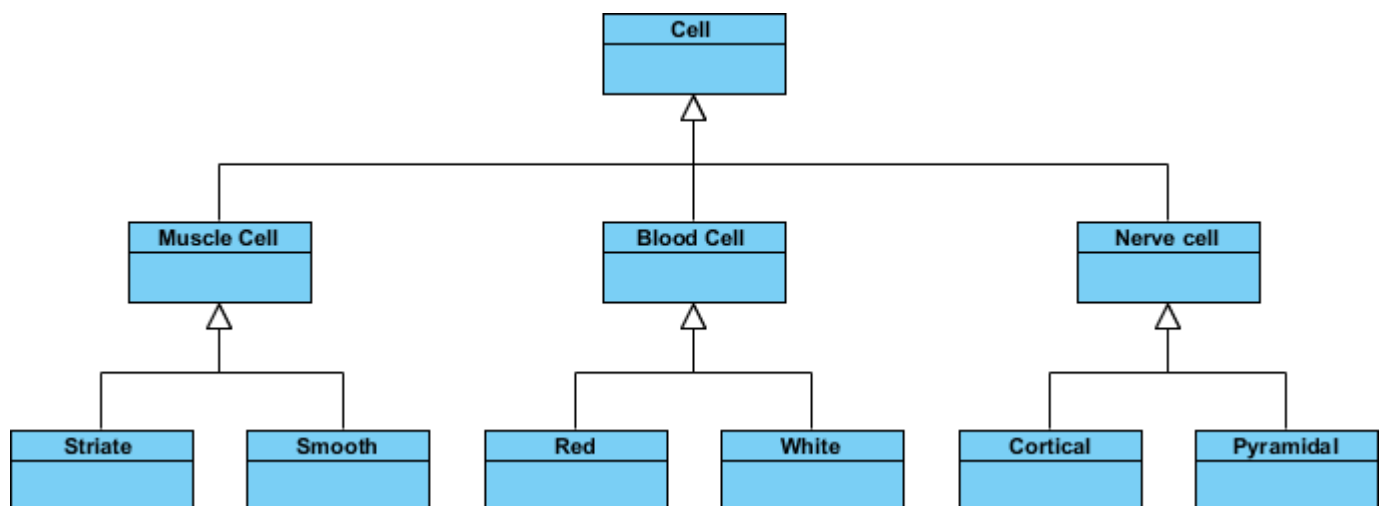 Cell
Muscle Cell
Blood Cell
Nerve cell
Striate
Smooth
Red
White
Cortical
Pyramidal